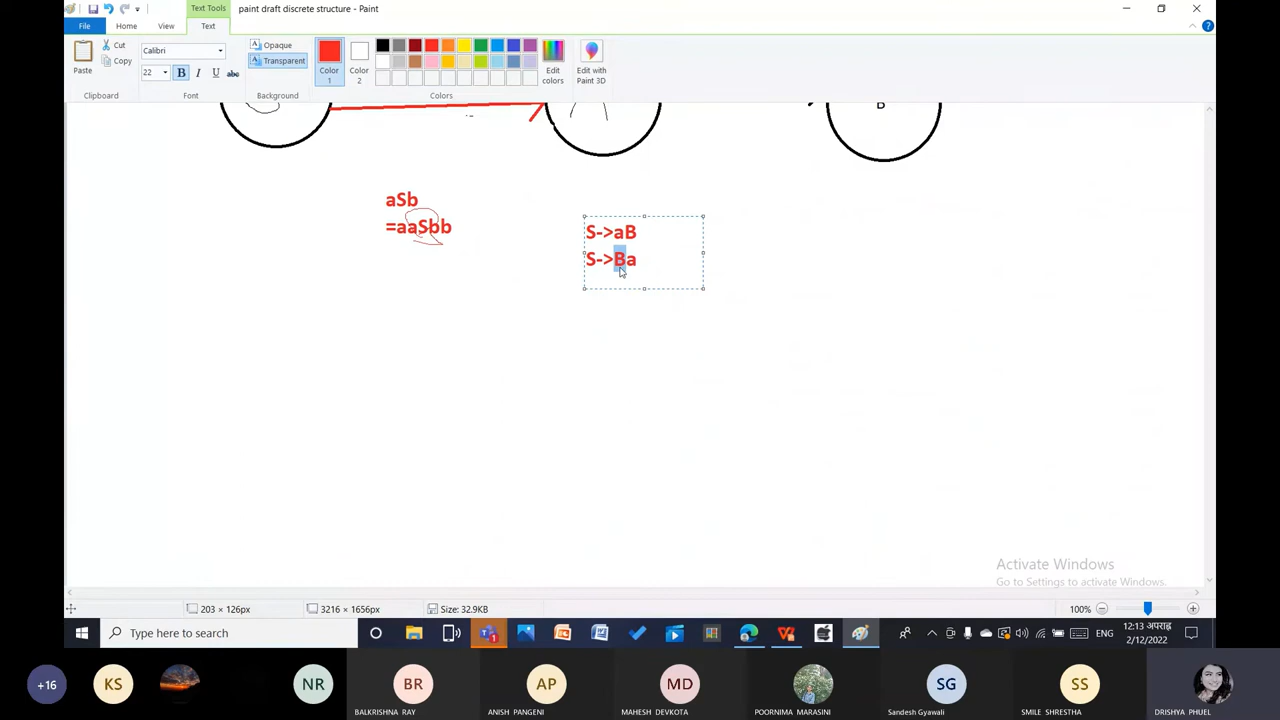 Text Tools
paint draft discrete structure - Paint
File
Home
View
Text
Paste
Cut
Copy
Clipboard
Calibri
22
B
I
U
abc
Font
Opaque
Transparent
Background
Color 1
Color 2
Edit colors
Colors
Edit with Paint 3D
B
aSb
=aaSbb
S->aB
S->Ba
Activate Windows
Go to Settings to activate Windows.
203 × 126px
3216 × 1656px
Size: 32.9KB
100%
Type here to search
1
ENG
12:13 अपराह्न
2/12/2022
+16
KS
NR
BR
BALKRISHNA RAY
AP
ANISH PANGENI
MD
MAHESH DEVKOTA
POORNIMA MARASINI
SG
Sandesh Gyawali
SS
SMILE SHRESTHA
DRISHYA PHUEL